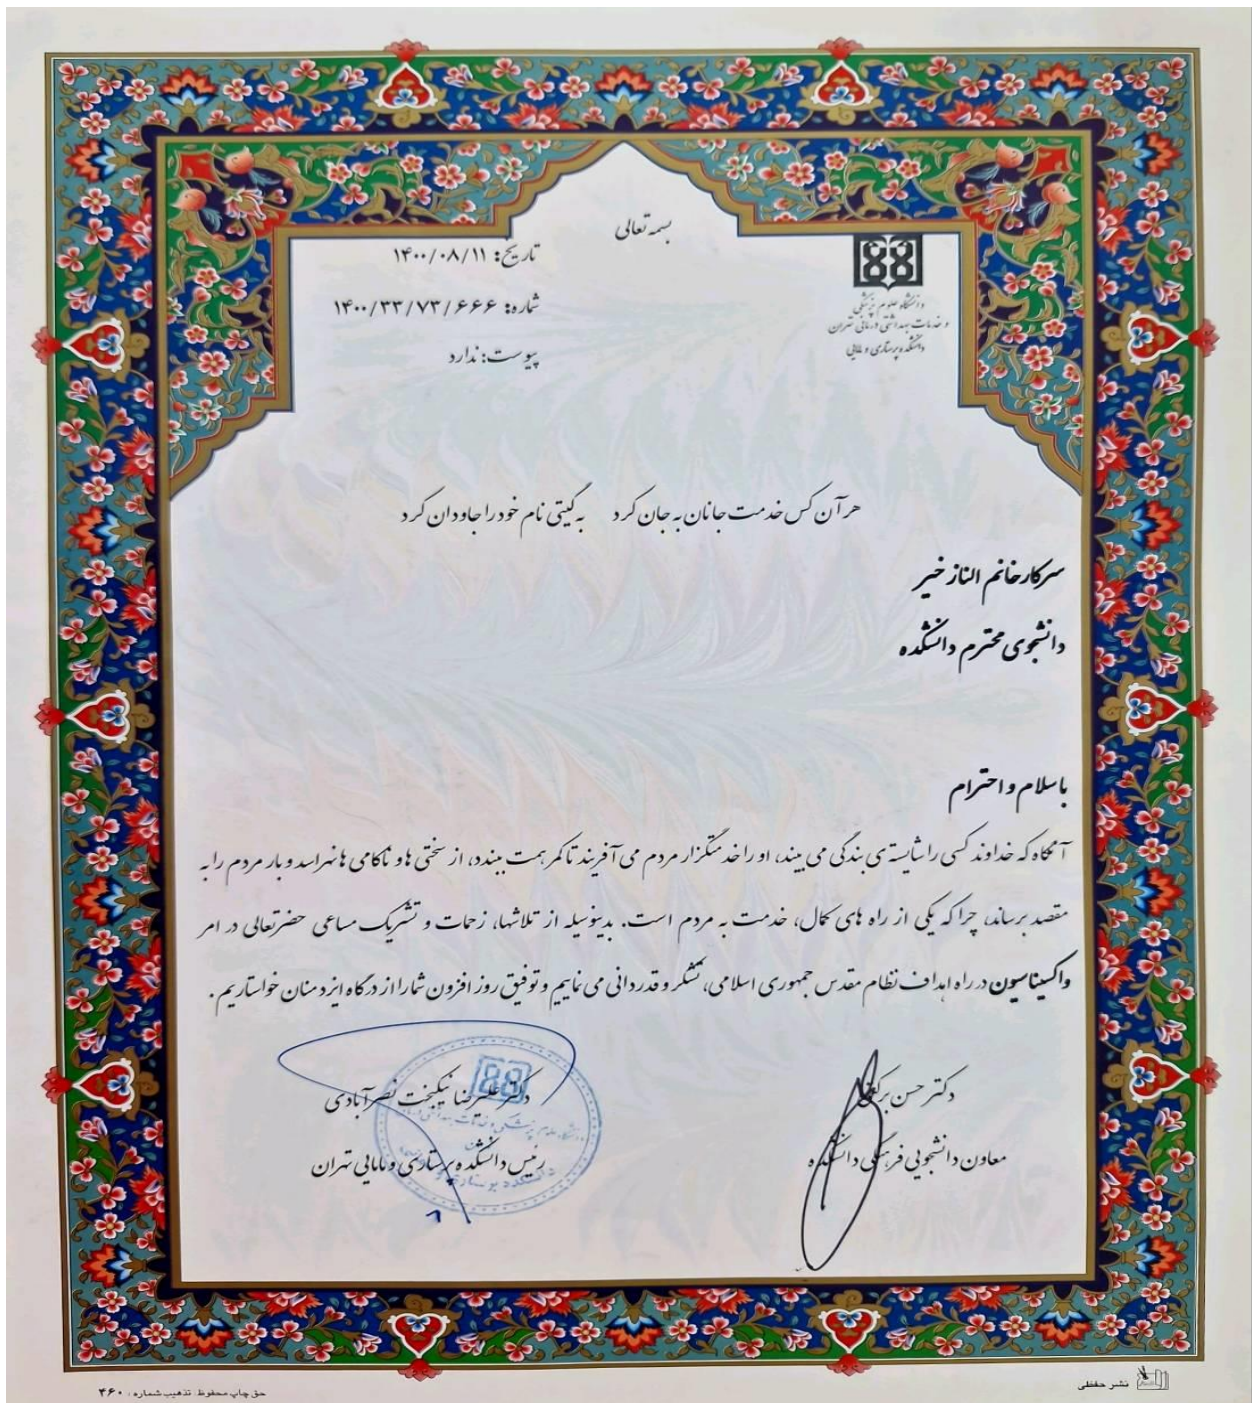 بسمه تعالی
دانشگاه علوم پزشکی
و خدمات بهداشتی درمانی تهران
دانشکده پرستاری و مامایی
تاریخ: ۱۴۰۰/۰۸/۱۱
شماره: ۱۴۰۰/۳۳/۷۳/۶۶۶
پیوست: ندارد
هر آن کس خدمت جانان به جان کرد به گیتی نام خود را جاودان کرد
سرکار خانم الناز خیر
دانشجوی محترم دانشکده
با سلام و احترام
آنگاه که خداوند کسی را شایسته ی بندگی می بیند، او را خدمتگزار مردم می آفریند تا کمر همت ببندد، از سختی ها و ناکامی ها نهراسد و بار مردم را به
مقصد برساند، چرا که یکی از راه های کمال، خدمت به مردم است. بدینوسیله از تلاشها، زحمات و تشریک مساعی حضرتعالی در امر
واکسیناسیون در راه اهداف نظام مقدس جمهوری اسلامی، تشکر و قدردانی می نماییم و توفیق روز افزون شما را از درگاه ایزد منان خواستاریم.
دکتر حسن
معاون دانشجویی فرهنگی دانشکده
دکتر علیرضا نیکبخت نصرآبادی
رئیس دانشکده پرستاری و مامایی تهران
نشر حفظی
حق چاپ محفوظ: تذهیب شماره: ۴۶۰